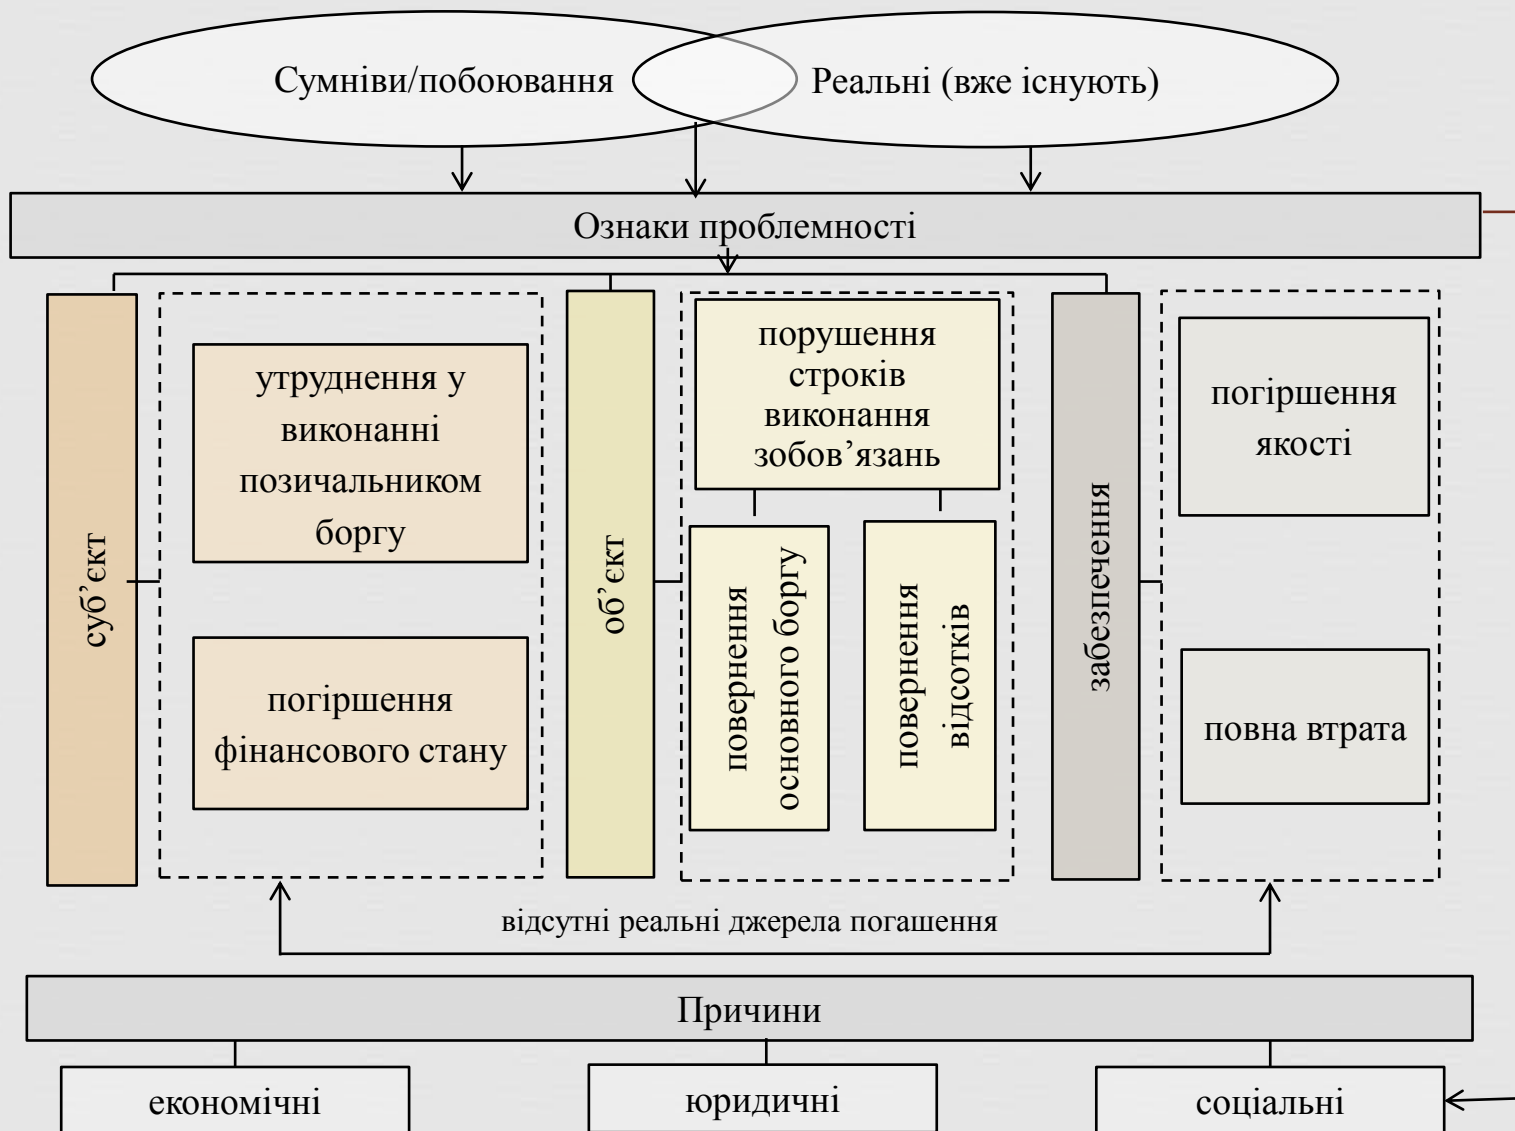 Сумніви/побоювання
Реальні (вже існують)
Ознаки проблемності
суб’єкт
утруднення у
виконанні
позичальником
боргу
погіршення
фінансового стану
об’єкт
порушення
строків
виконання
зобов’язань
повернення
основного боргу
повернення
відсотків
забезпечення
погіршення
якості
повна втрата
відсутні реальні джерела погашення
Причини
економічні
юридичні
соціальні